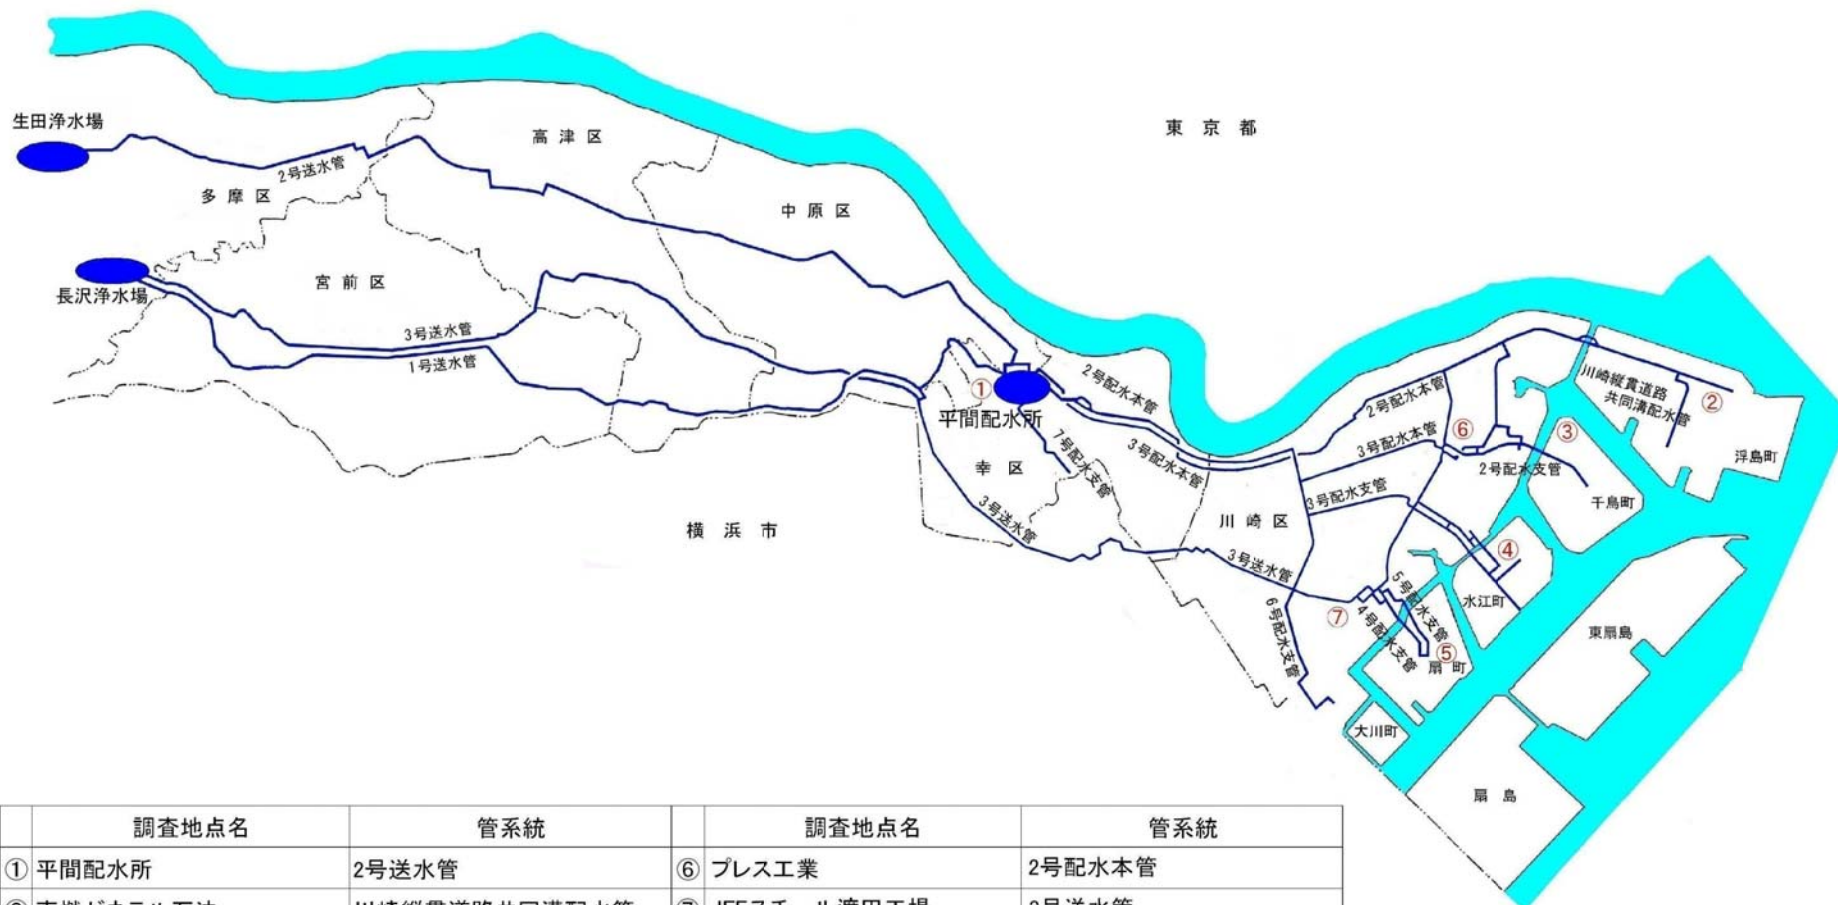 生田浄水場
2号送水管
多摩区
高津区
東京都
中原区
長沢浄水場
宮前区
3号送水管
1号送水管
①
平間配水所
2号配水本管
3号配水本管
7号配水支管
幸区
3号送水管
横浜市
川崎区
2号配水本管
3号配水本管
3号配水支管
⑥
2号配水支管
川崎縦貫道路
共同溝配水管
②
③
浮島町
千鳥町
④
水江町
3号送水管
6号配水支管
⑦
5号配水支管
4号配水支管
⑤
扇町
東扇島
大川町
扇島
調査地点名 管系統 調査地点名 管系統
① 平間配水所 2号送水管 ⑥ プレス工業 2号配水本管